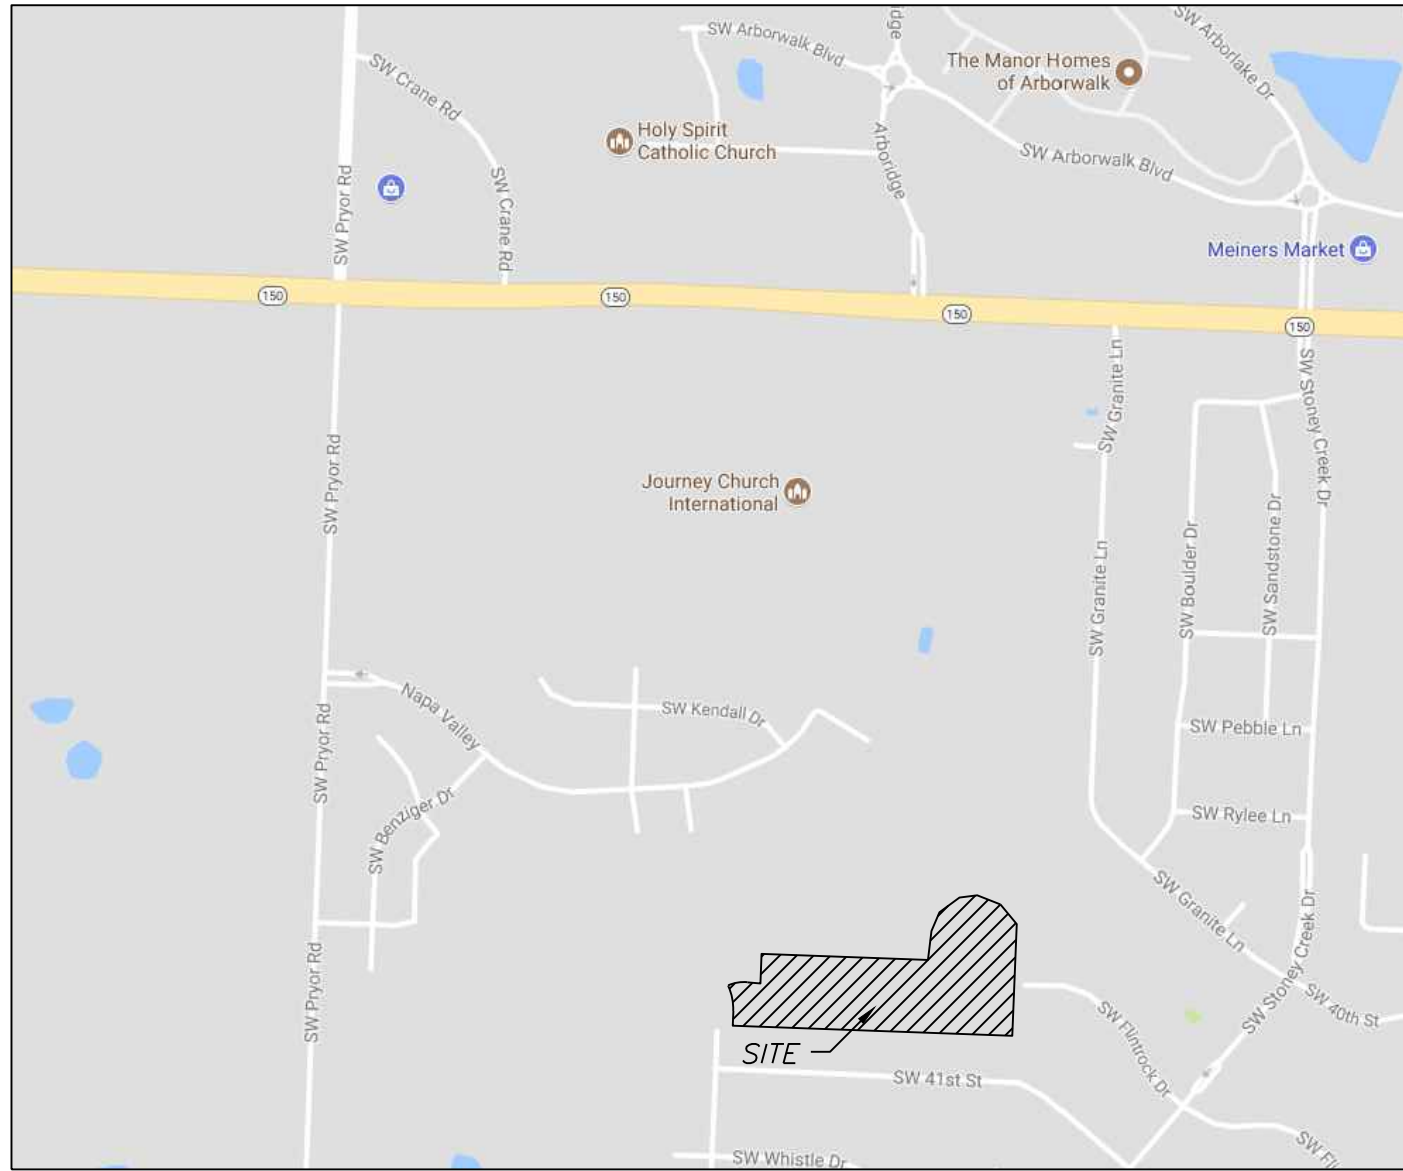 SW Arborwalk Blvd
idge
SW Arborlake Dr
The Manor Homes
of Arborwalk
SW Crane Rd
Holy Spirit
Catholic Church
Arboridge
SW Arborwalk Blvd
SW Pryor Rd
SW Crane Rd
Meiners Market
150
150
150
150
SW Granite Ln
SW Stoney Creek Dr
SW Pryor Rd
Journey Church
International
SW Granite Ln
SW Boulder Dr
SW Sandstone Dr
SW Pryor Rd
Napa Valley
SW Kendall Dr
SW Pebble Ln
SW Benziger Dr
SW Rylee Ln
SW Granite Ln
SW Stoney Creek Dr
SW Pryor Rd
SW 40th St
SW Flintrock Dr
SITE
SW 41st St
SW Whistle Dr
SW Fli